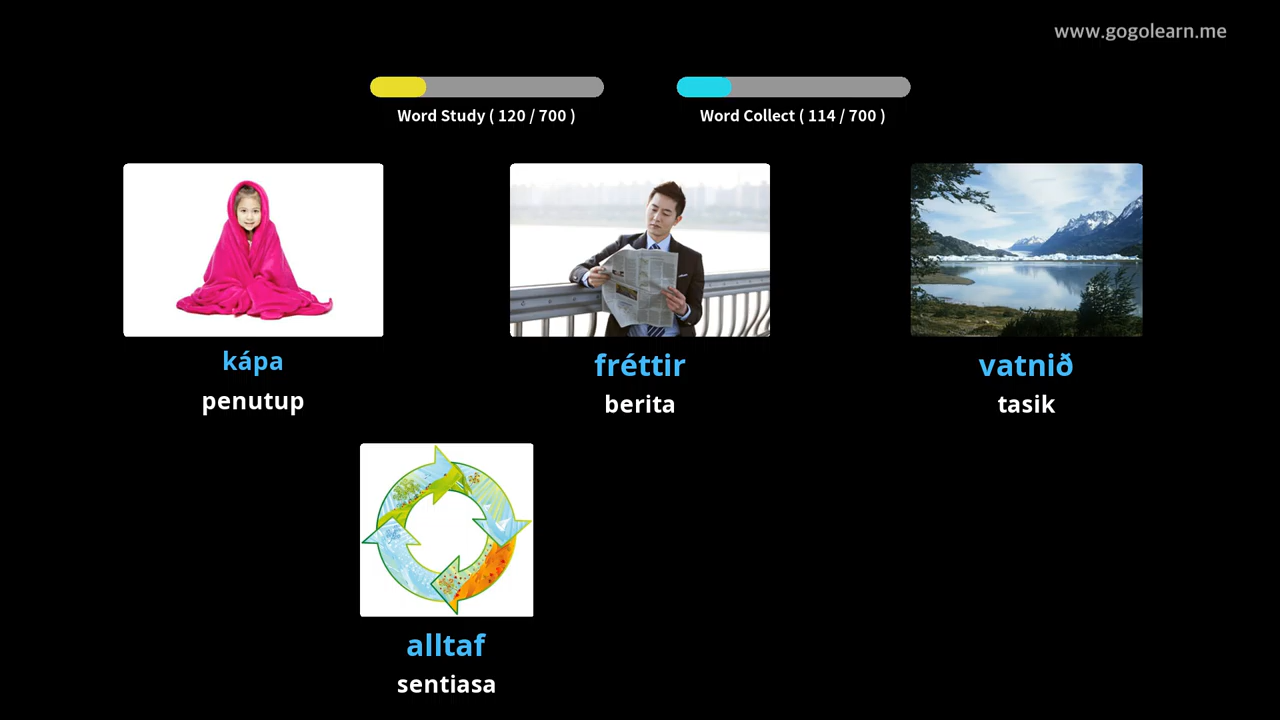 www.gogolearn.me
Word Study ( 120 / 700 )
Word Collect ( 114 / 700 )
kápa
penutup
fréttir
berita
vatnið
tasik
alltaf
sentiasa